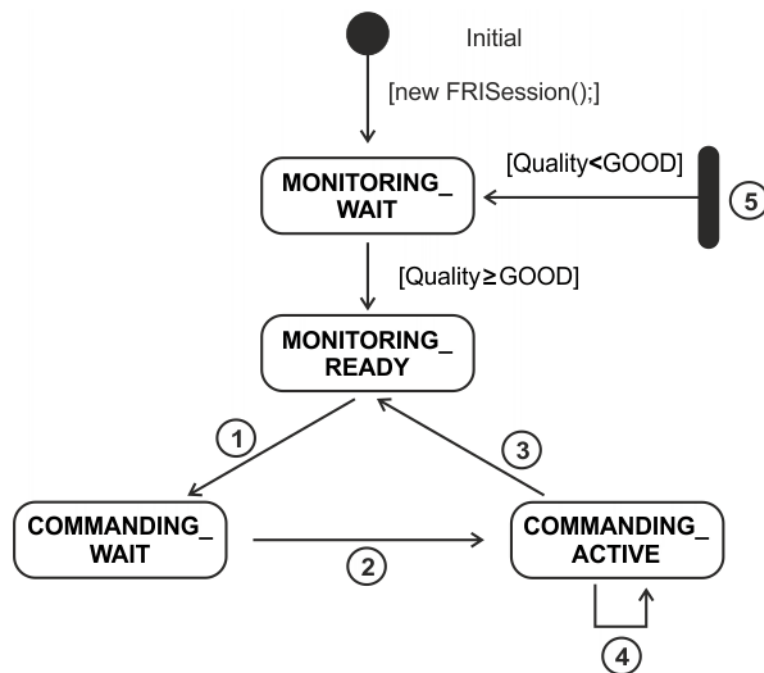 Initial
[new FRISession();]
MONITORING_
WAIT
[Quality<GOOD]
5
[Quality≥GOOD]
MONITORING_
READY
1
3
COMMANDING_
WAIT
2
COMMANDING_
ACTIVE
4